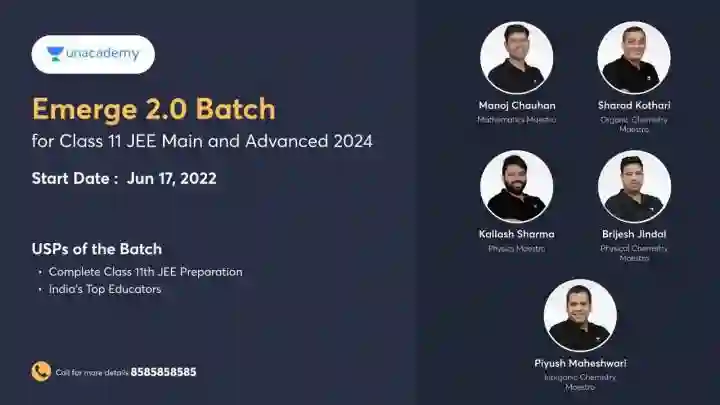 unacademy
Emerge 2.0 Batch
for Class 11 JEE Main and Advanced 2024
Start Date : Jun 17, 2022
USPs of the Batch
• Complete Class 11th JEE Preparation
• India's Top Educators
Call for more details 8585858585
Manoj Chauhan
Mathematics Maestro
Sharad Kothari
Organic Chemistry
Maestro
Kailash Sharma
Physics Maestro
Brijesh Jindal
Physical Chemistry
Maestro
Piyush Maheshwari
Inorganic Chemistry
Maestro